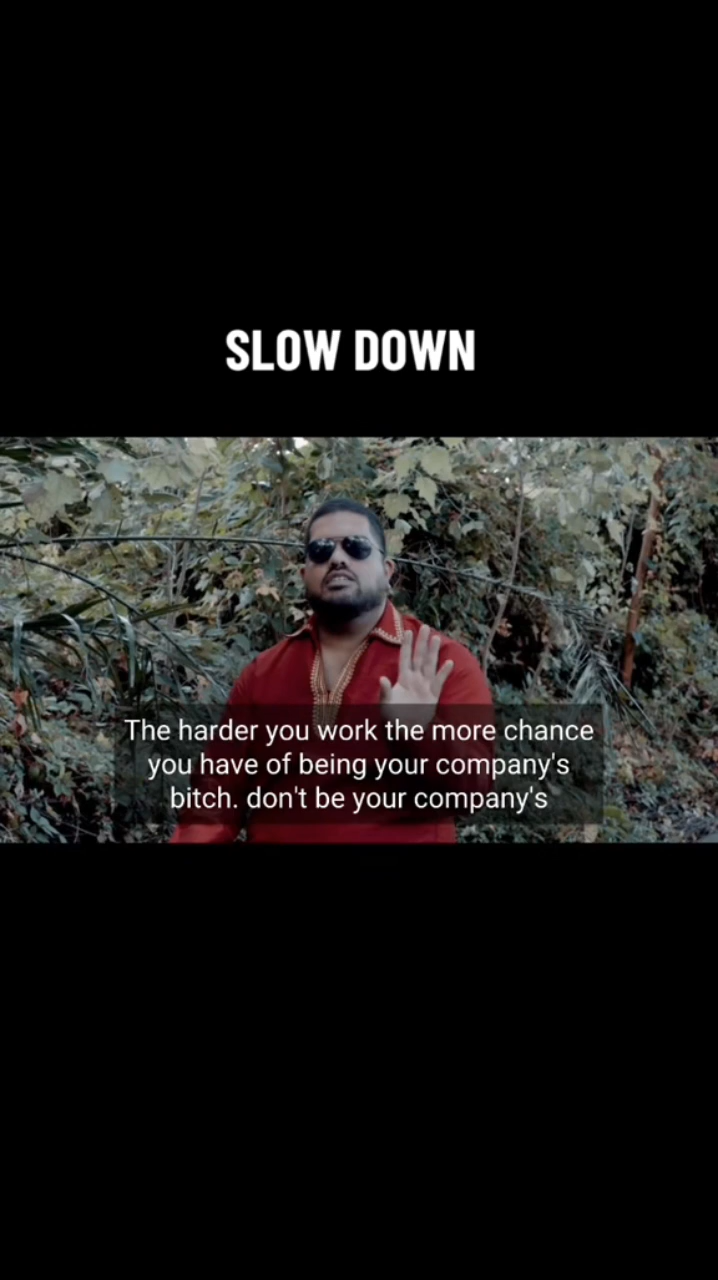 SLOW DOWN
The harder you work the more chance
you have of being your company's
bitch. don't be your company's